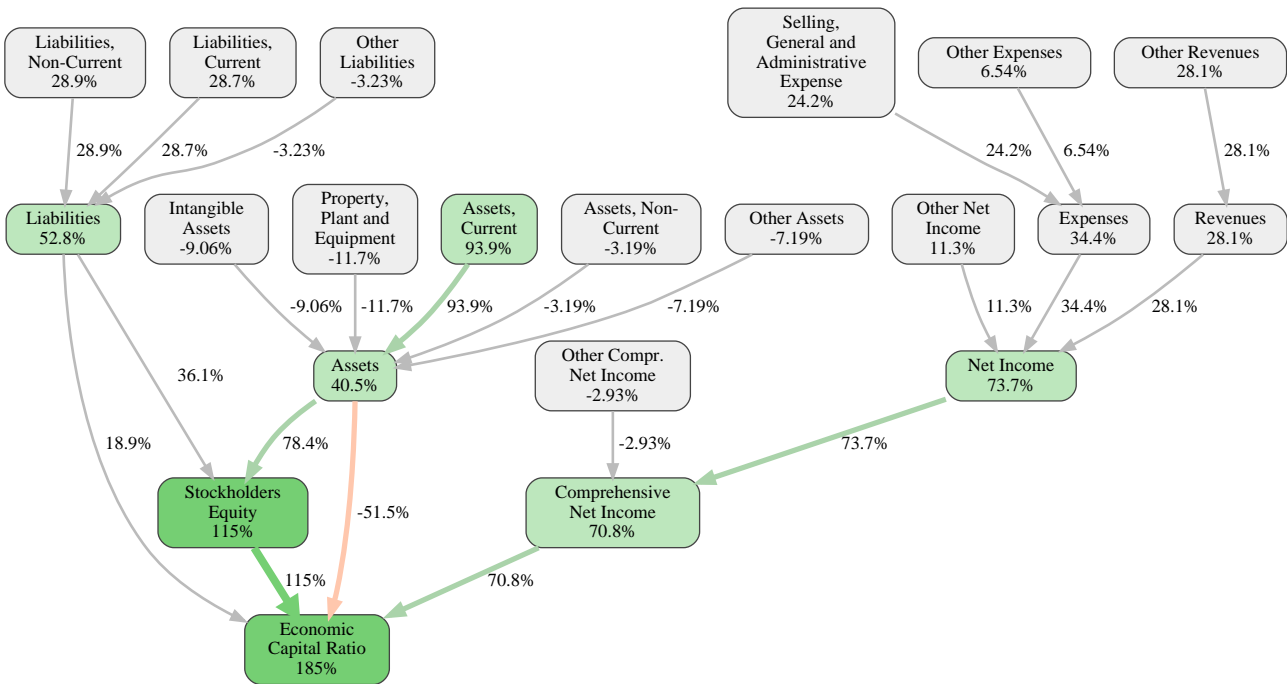 Selling,
General and
Administrative
Expense
24.2%
Liabilities,
Non-Current
28.9%
Liabilities,
Current
28.7%
Other
Liabilities
-3.23%
Other Expenses
6.54%
Other Revenues
28.1%
28.9%
28.7%
-3.23%
24.2%
6.54%
28.1%
Liabilities
52.8%
Intangible
Assets
-9.06%
Property,
Plant and
Equipment
-11.7%
Assets,
Current
93.9%
Assets, Non-
Current
-3.19%
Other Assets
-7.19%
Other Net
Income
11.3%
Expenses
34.4%
Revenues
28.1%
-9.06%
-11.7%
93.9%
-3.19%
-7.19%
11.3%
34.4%
28.1%
36.1%
Assets
40.5%
Other Compr.
Net Income
-2.93%
Net Income
73.7%
18.9%
78.4%
-2.93%
73.7%
Stockholders
Equity
115%
-51.5%
Comprehensive
Net Income
70.8%
115%
70.8%
Economic
Capital Ratio
185%